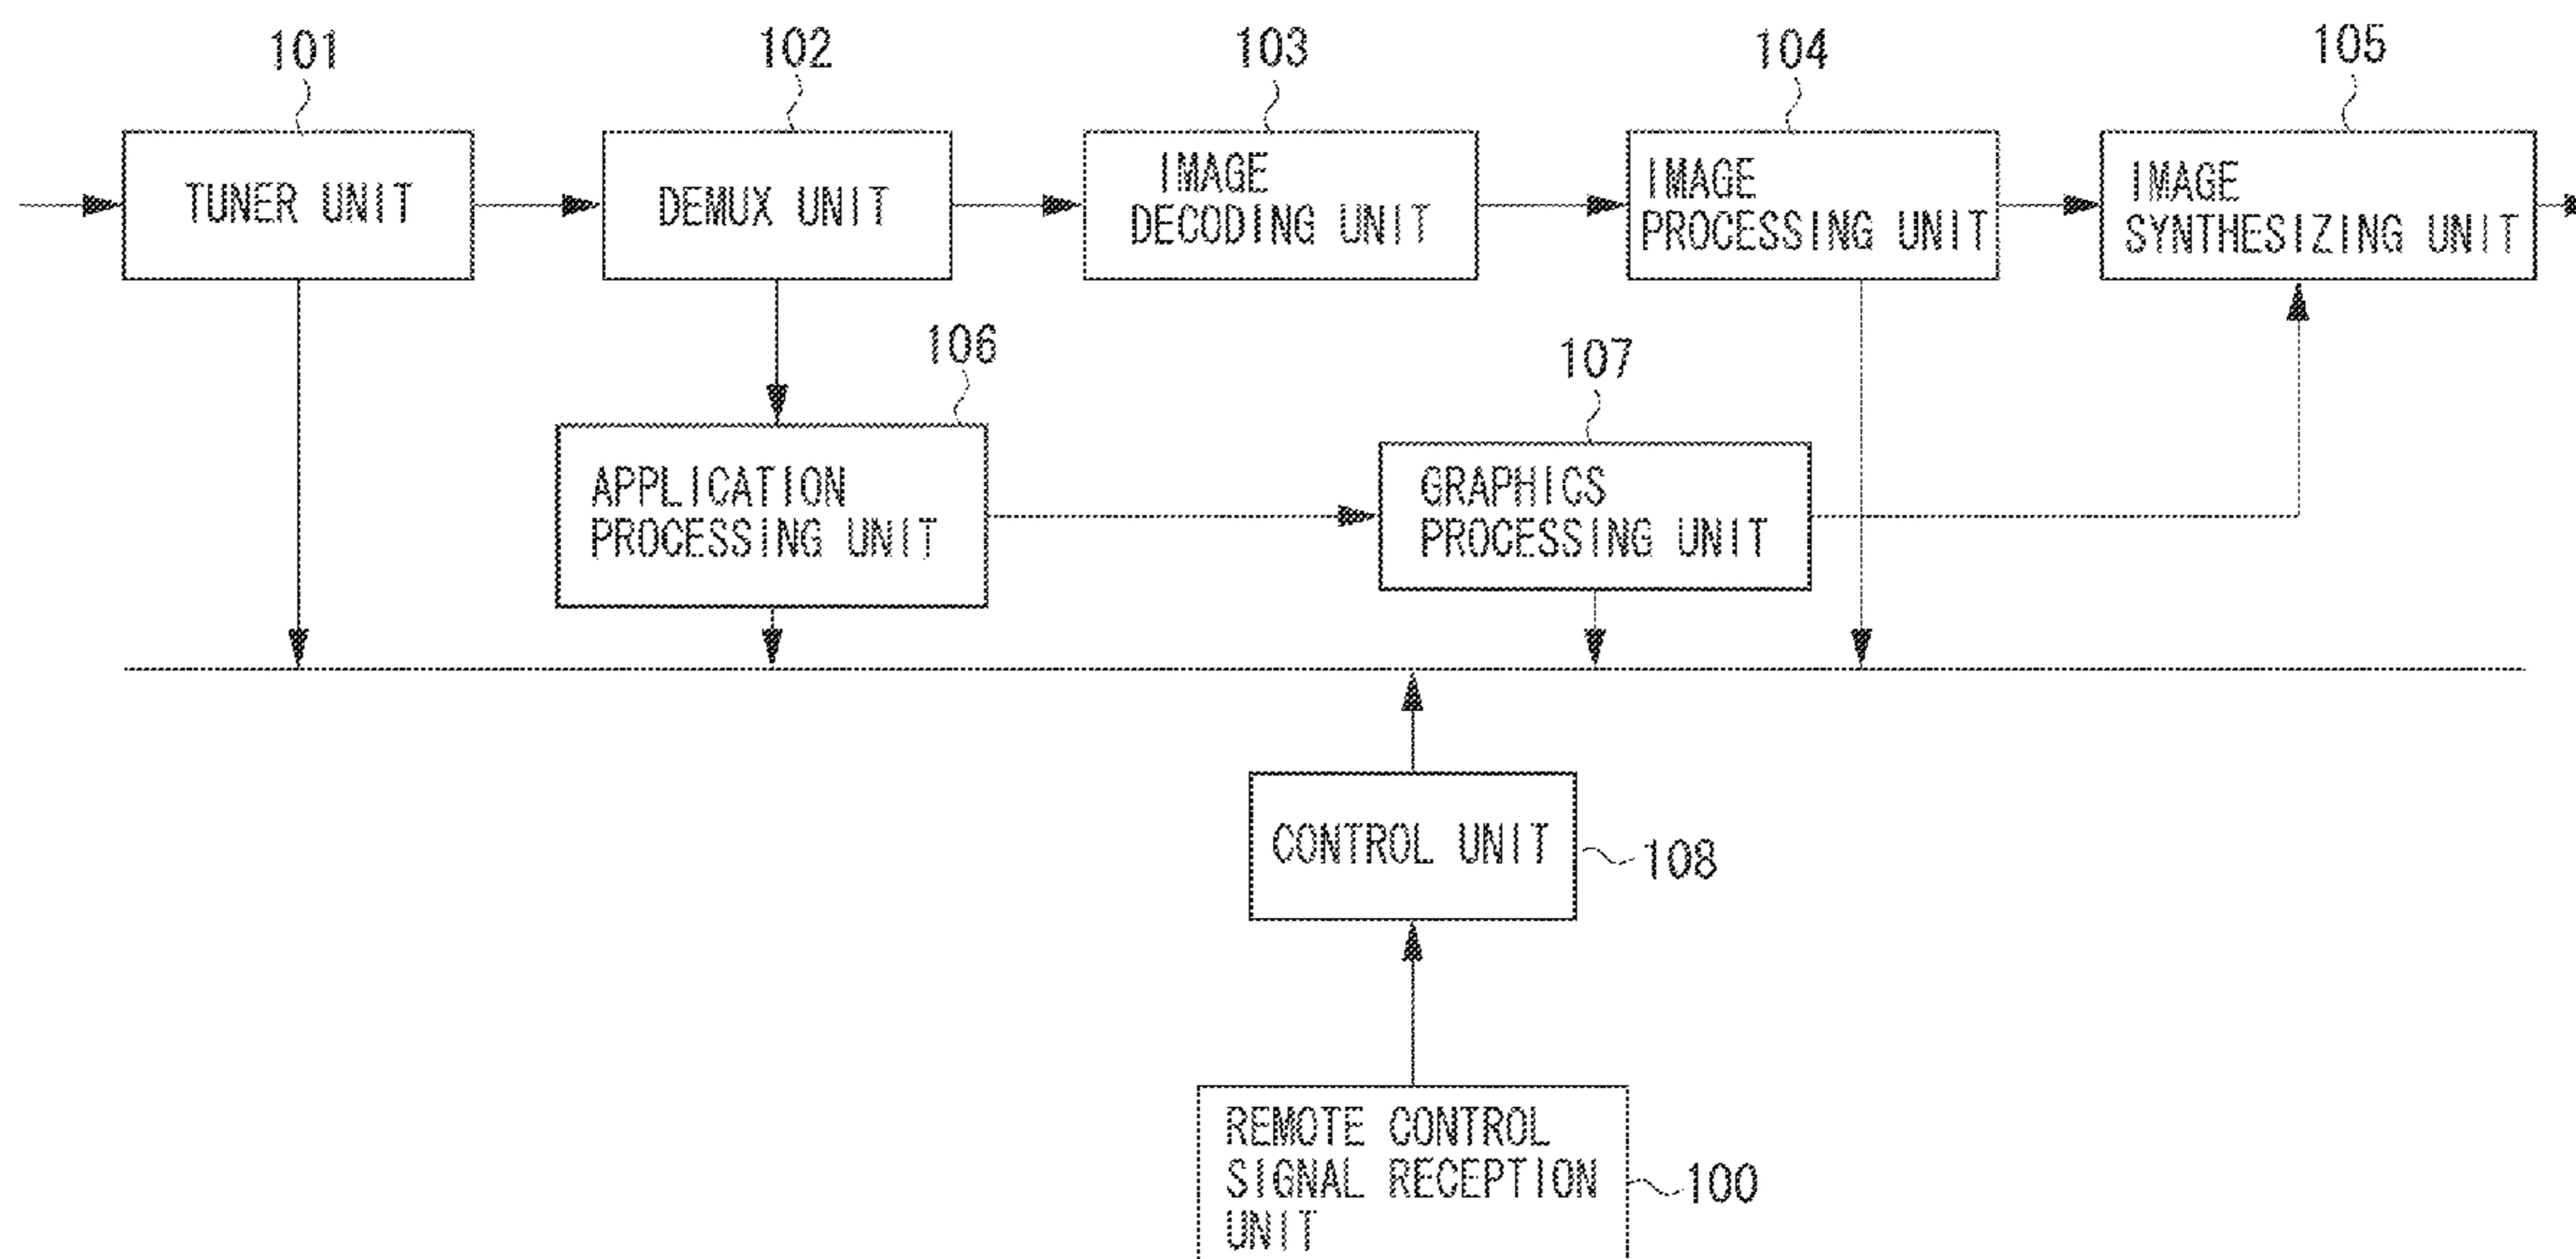 101
102
103
104
105
TUNER UNIT
DEMUX UNIT
IMAGE
DECODING UNIT
IMAGE
PROCESSING UNIT
IMAGE
SYNTHESIZING UNIT
106
107
APPLICATION
PROCESSING UNIT
GRAPHICS
PROCESSING UNIT
CONTROL UNIT
108
REMOTE CONTROL
SIGNAL RECEPTION
UNIT
100